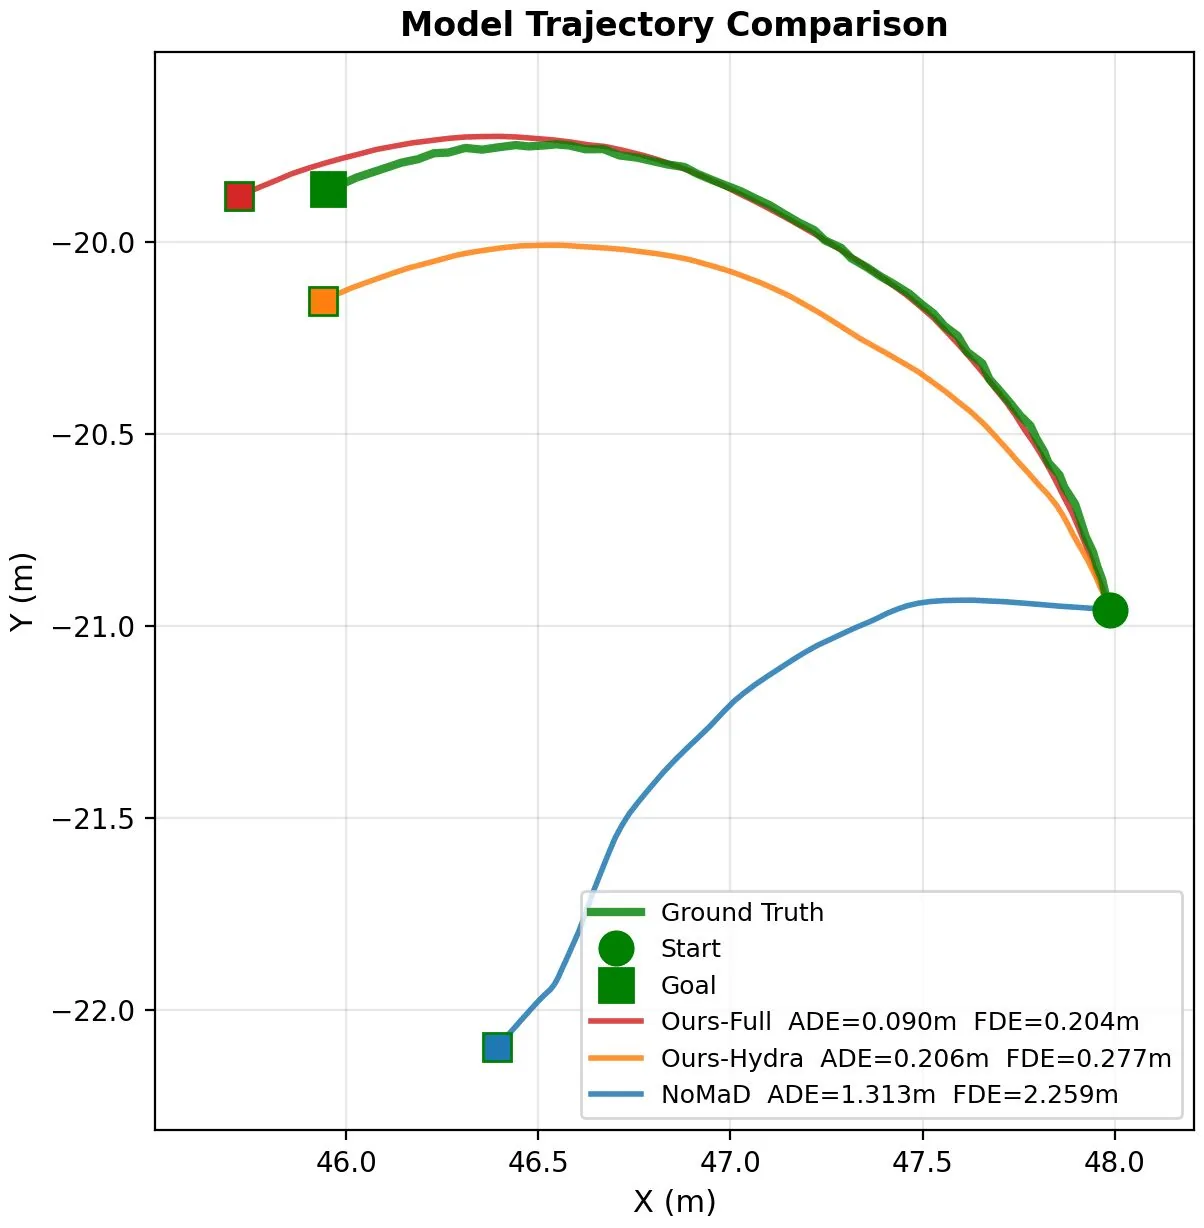 Model Trajectory Comparison
Y (m)
−20.0
−20.5
−21.0
−21.5
−22.0
Ground Truth
Start
Goal
Ours-Full  ADE=0.090m  FDE=0.204m
Ours-Hydra  ADE=0.206m  FDE=0.277m
NoMaD  ADE=1.313m  FDE=2.259m
46.0 46.5 47.0 47.5 48.0
X (m)